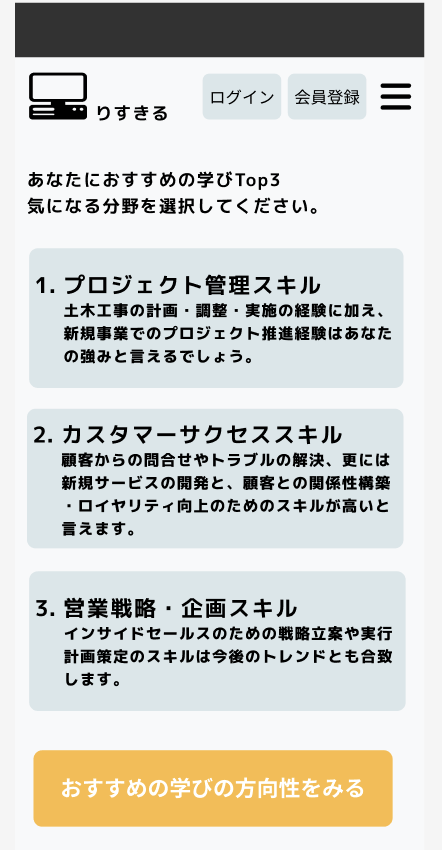 りすきる
ログイン
会員登録
あなたにおすすめの学びTop3
気になる分野を選択してください。
1. プロジェクト管理スキル
土木工事の計画・調整・実施の経験に加え、
新規事業でのプロジェクト推進経験はあなた
の強みと言えるでしょう。
2. カスタマーサクセススキル
顧客からの問合せやトラブルの解決、更には
新規サービスの開発と、顧客との関係性構築
・ロイヤリティ向上のためのスキルが高いと
言えます。
3. 営業戦略・企画スキル
インサイドセールスのための戦略立案や実行
計画策定のスキルは今後のトレンドとも合致
します。
おすすめの学びの方向性をみる